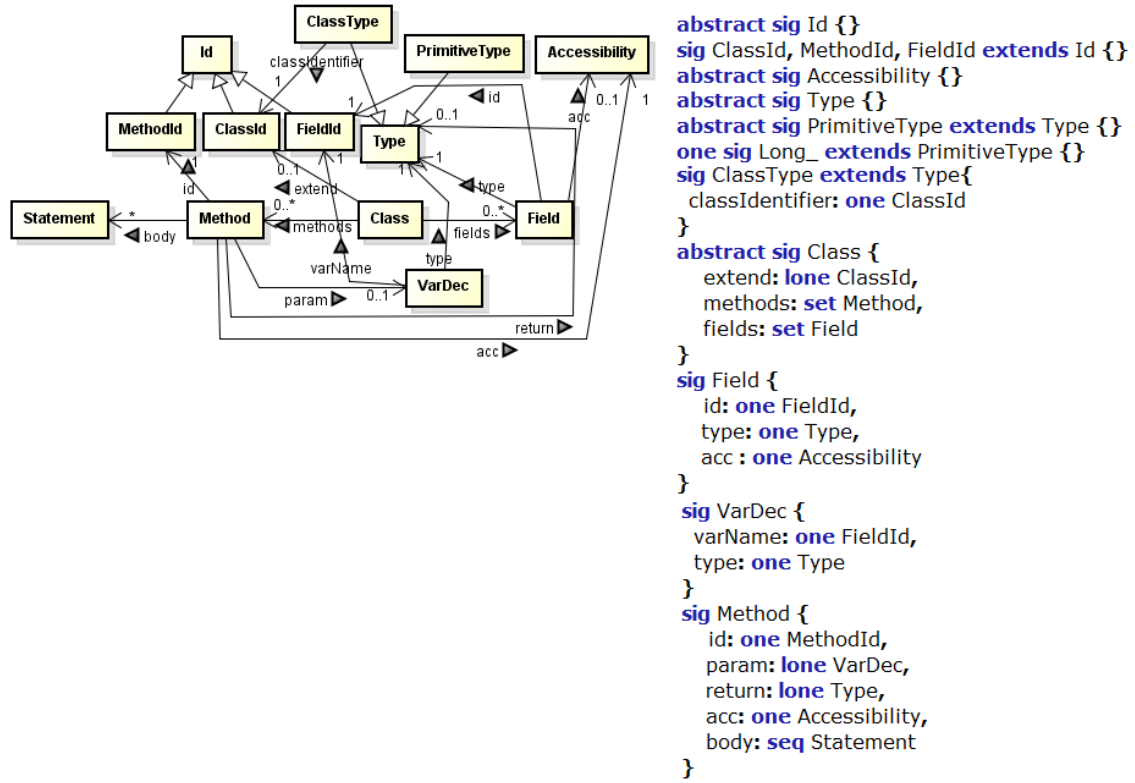 ClassType
PrimitiveType
Accessibility
Id
classIdentifier
1
1
id
acc
0..1
1
0..1
MethodId
ClassId
FieldId
Type
1
1
0..1
1
1
id
extend
type
0..*
0..*
*
Statement
Method
Class
Field
body
methods
fields
varName
type
VarDec
param
0..1
return
acc
abstract sig Id {}
sig ClassId, MethodId, FieldId extends Id {}
abstract sig Accessibility {}
abstract sig Type {}
abstract sig PrimitiveType extends Type {}
one sig Long_ extends PrimitiveType {}
sig ClassType extends Type{
classIdentifier: one ClassId
}
abstract sig Class {
extend: lone ClassId,
methods: set Method,
fields: set Field
}
sig Field {
id: one FieldId,
type: one Type,
acc : one Accessibility
}
sig VarDec {
varName: one FieldId,
type: one Type
}
sig Method {
id: one MethodId,
param: lone VarDec,
return: lone Type,
acc: one Accessibility,
body: seq Statement
}